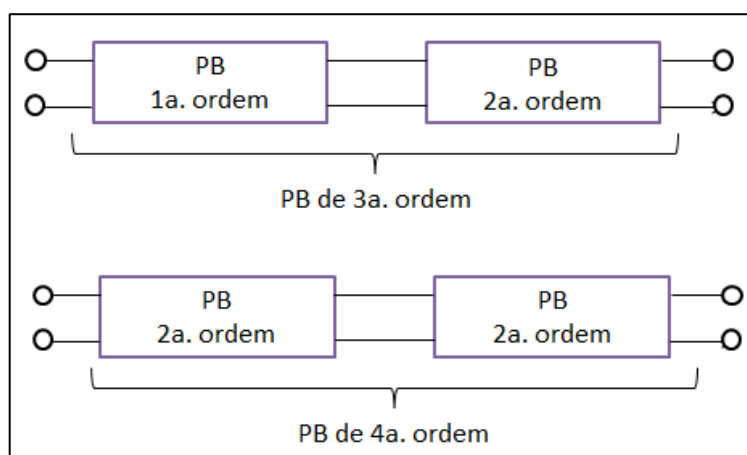 PB
1a. ordem
PB
2a. ordem
PB de 3a. ordem
PB
2a. ordem
PB
2a. ordem
PB de 4a. ordem